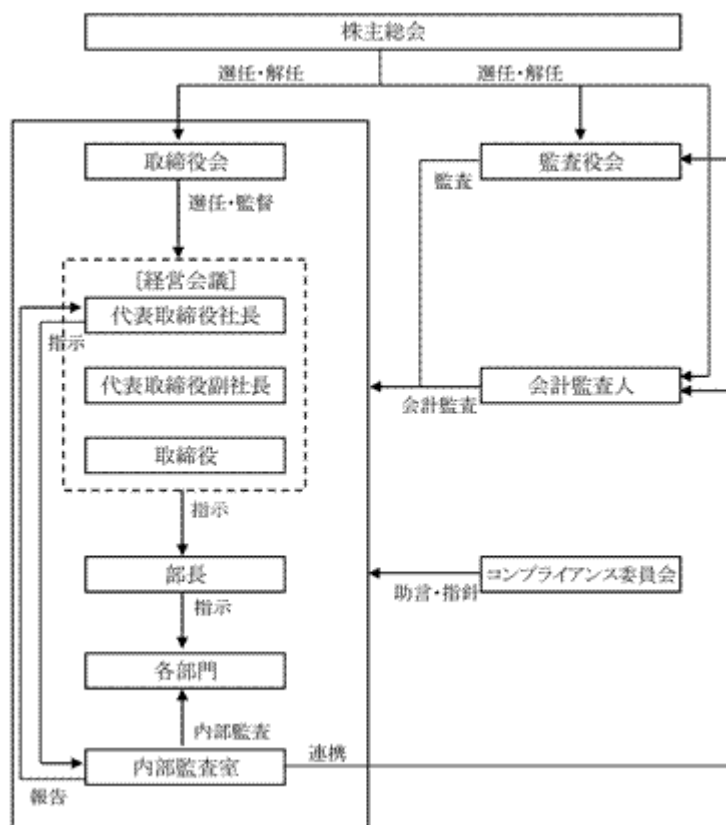 株主総会
選任・解任
選任・解任
取締役会
監査役会
監査
選任・監督
[経営会議]
代表取締役社長
指示
代表取締役副社長
会計監査人
会計監査
取締役
指示
部長
コンプライアンス委員会
助言・指針
指示
各部門
内部監査
内部監査室
連携
報告